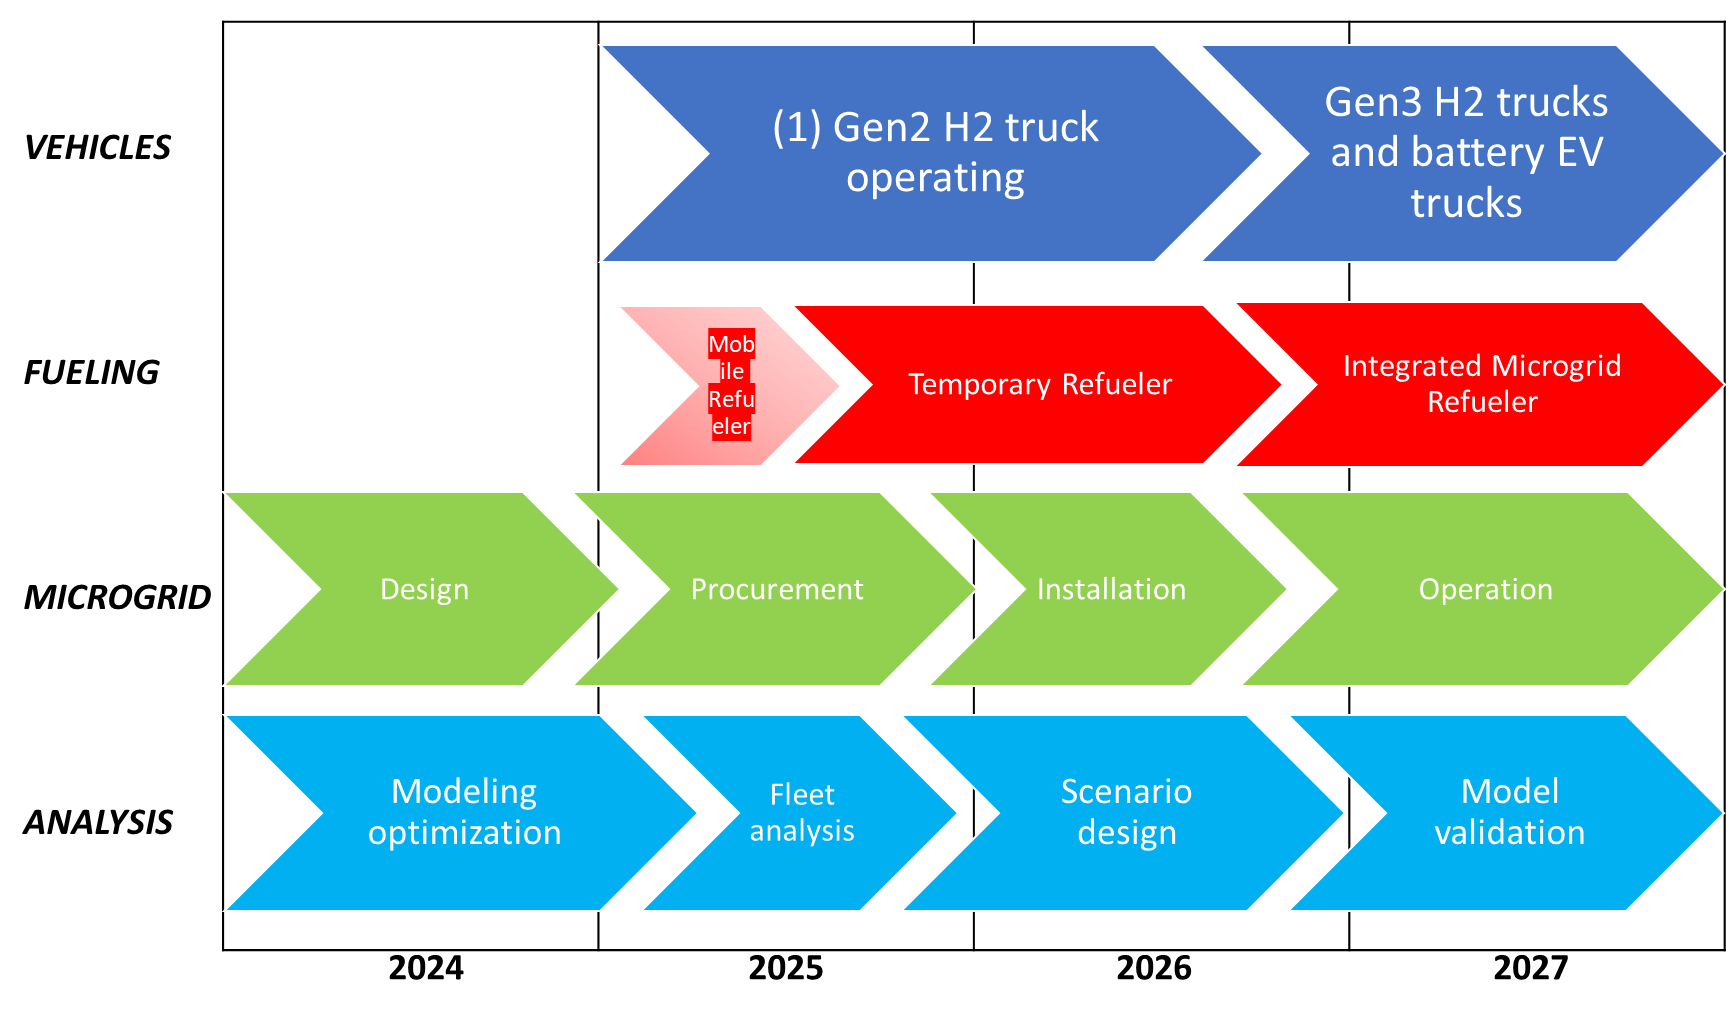 VEHICLES
(1) Gen2 H2 truck
operating
Gen3 H2 trucks
and battery EV
trucks
FUELING
Mob
ile
Refu
eler
Temporary Refueler
Integrated Microgrid
Refueler
MICROGRID
Design
Procurement
Installation
Operation
ANALYSIS
Modeling
optimization
Fleet
analysis
Scenario
design
Model
validation
2024
2025
2026
2027